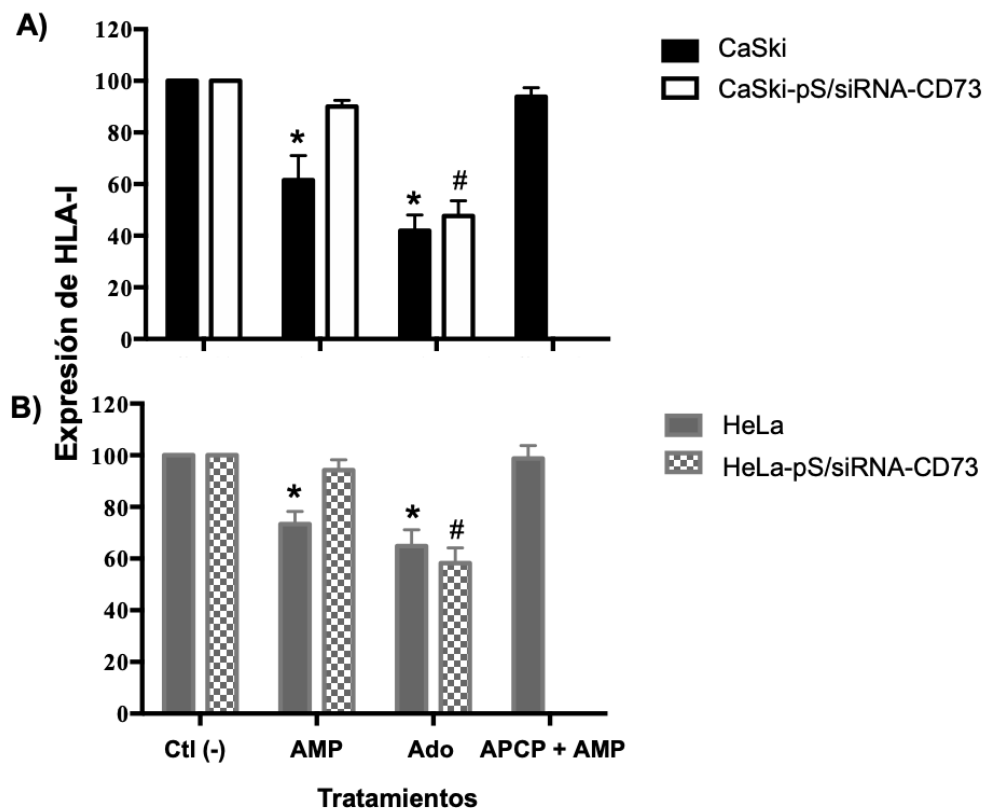 A)
Expresión de HLA-I
120
100
80
60
40
20
0
*
*
#
CaSki
CaSki-pS/siRNA-CD73
B)
120
100
80
60
40
20
0
*
*
#
HeLa
HeLa-pS/siRNA-CD73
Ctl (-) AMP Ado APCP + AMP
Tratamientos